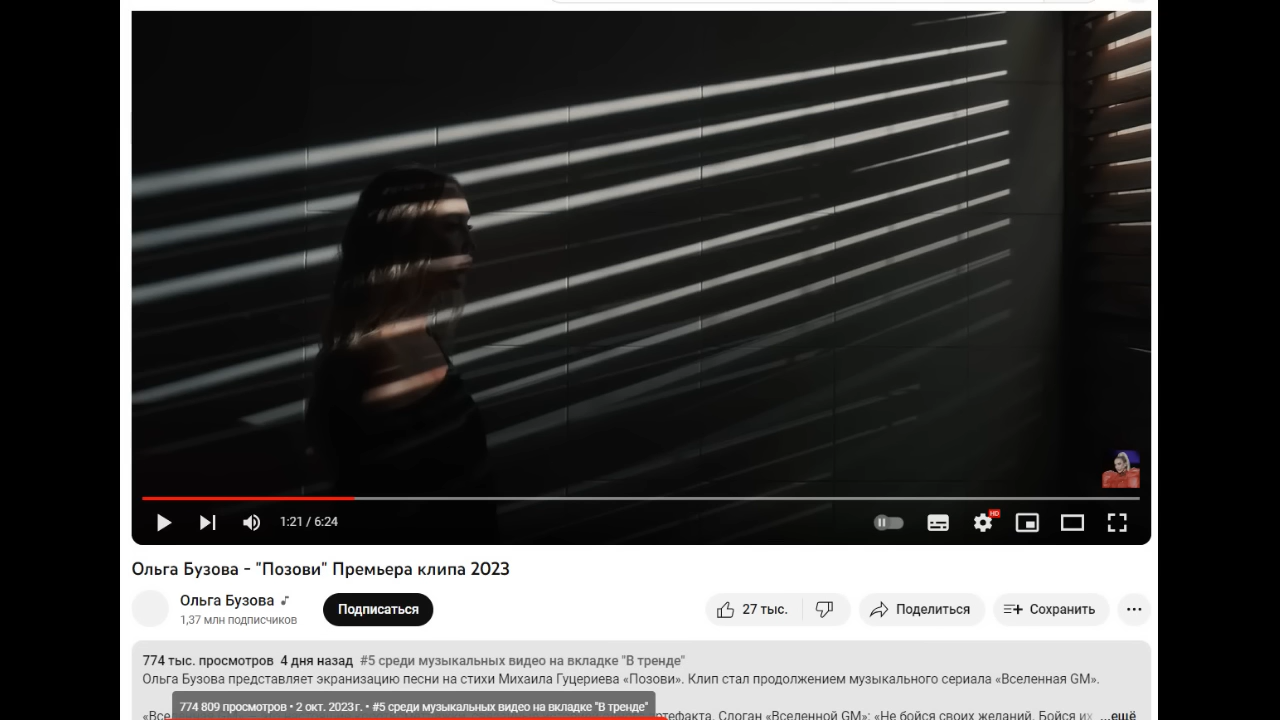 HD
1:21 / 6:24
Ольга Бузова - "Позови" Премьера клипа 2023
Ольга Бузова
1,37 млн подписчиков
Подписаться
27 тыс.
Поделиться
Сохранить
774 тыс. просмотров 4 дня назад #5 среди музыкальных видео на вкладке "В тренде"
Ольга Бузова представляет экранизацию песни на стихи Михаила Гуцериева «Позови». Клип стал продолжением музыкального сериала «Вселенная GM».
774 809 просмотров • 2 окт. 2023 г. • #5 среди музыкальных видео на вкладке "В тренде"
Слоган «Вселенной GM»: «Не бойся своих желаний. Бойся их ...ещё